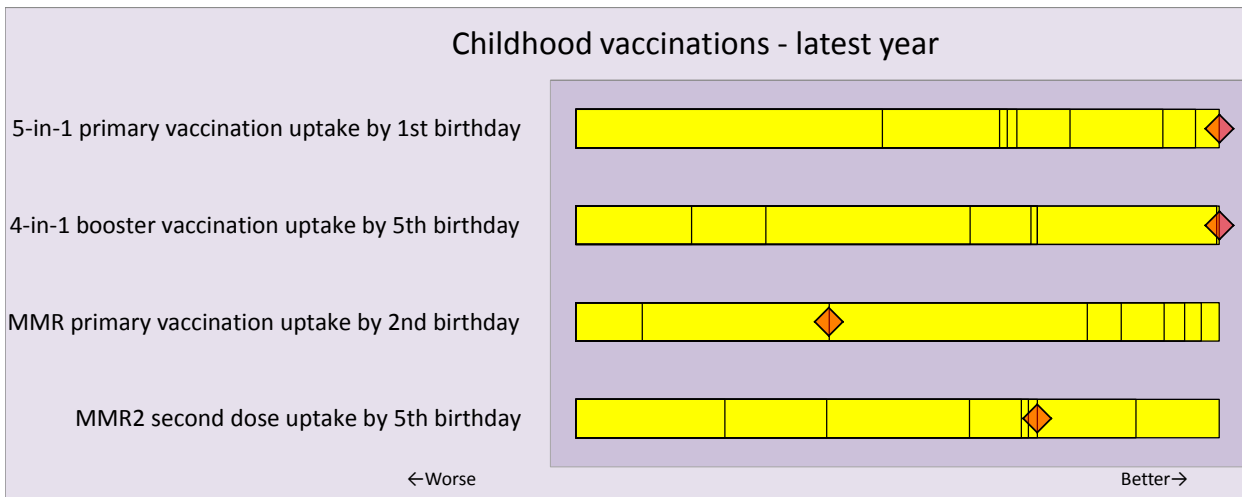 Childhood vaccinations - latest year
5-in-1 primary vaccination uptake by 1st birthday
4-in-1 booster vaccination uptake by 5th birthday
MMR primary vaccination uptake by 2nd birthday
MMR2 second dose uptake by 5th birthday
←Worse
Better→